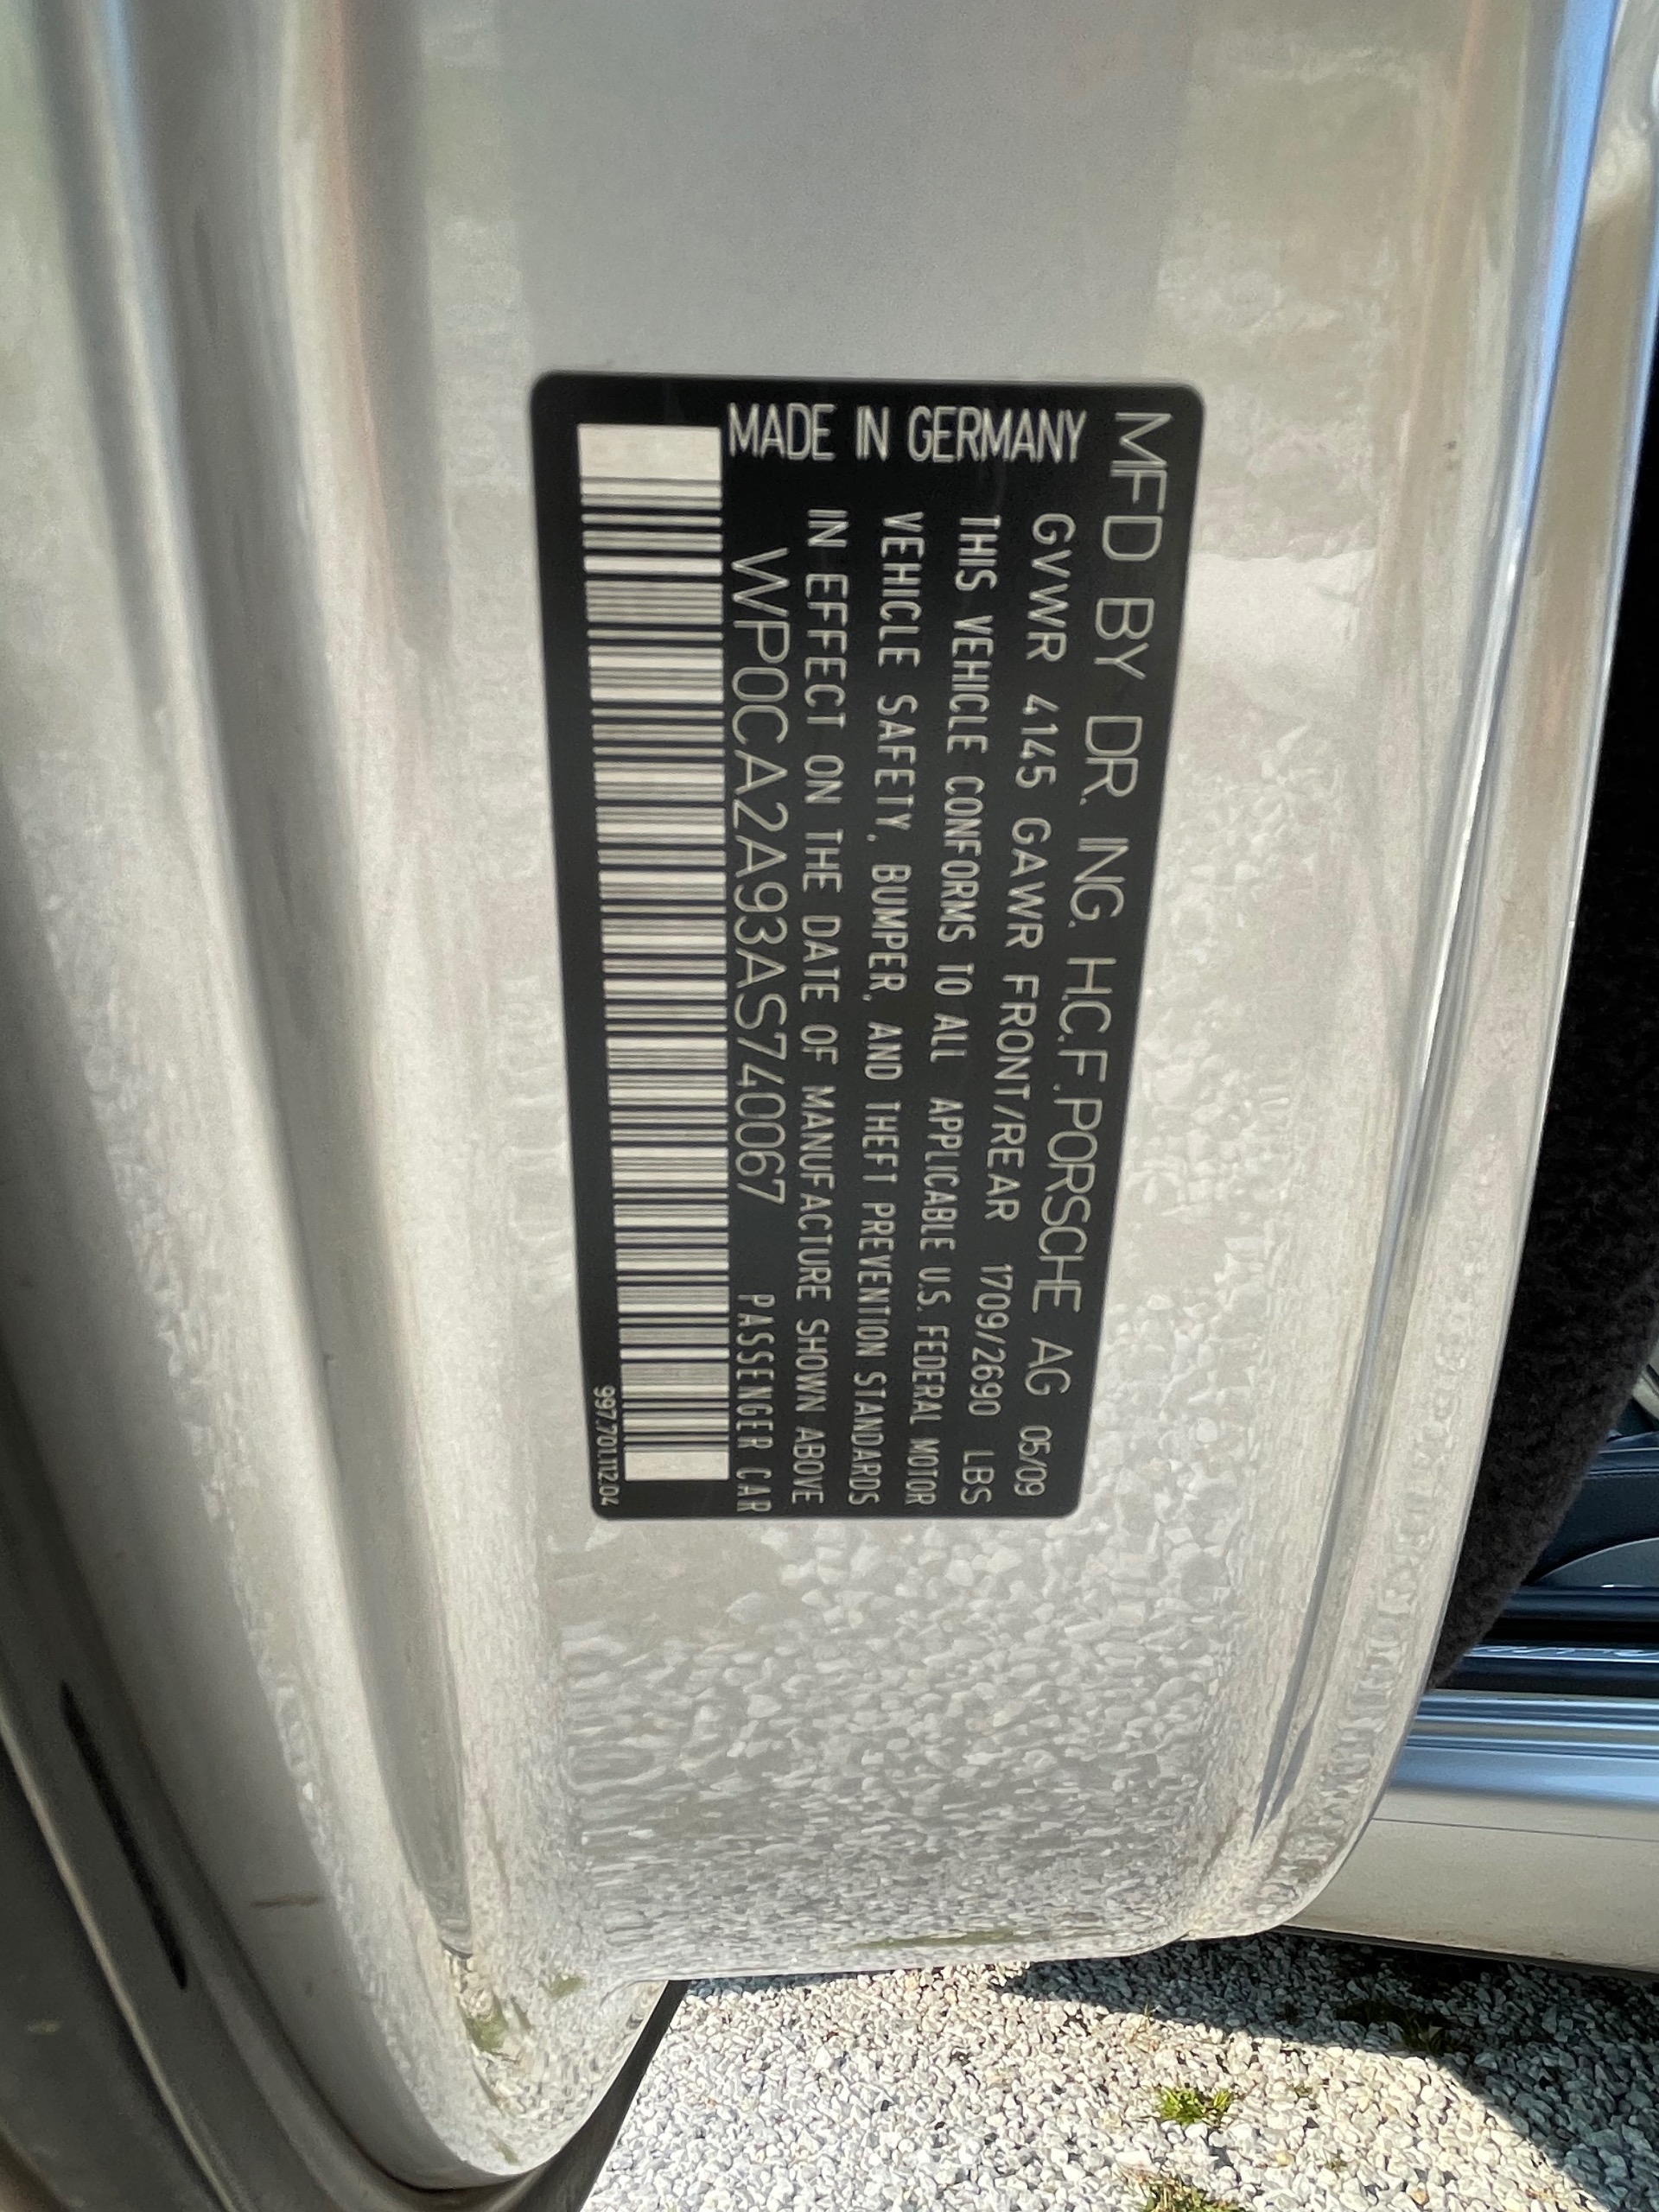 MFD BY DR. ING. H.C.F. PORSCHE AG 05/09
GVWR 4145 GAWR FRONT/REAR 1709/2690 LBS
THIS VEHICLE CONFORMS TO ALL APPLICABLE U.S. FEDERAL MOTOR
VEHICLE SAFETY, BUMPER, AND THEFT PREVENTION STANDARDS
IN EFFECT ON THE DATE OF MANUFACTURE SHOWN ABOVE
WP0CA2A93AS740067 PASSENGER CAR
MADE IN GERMANY
997.701.112.04